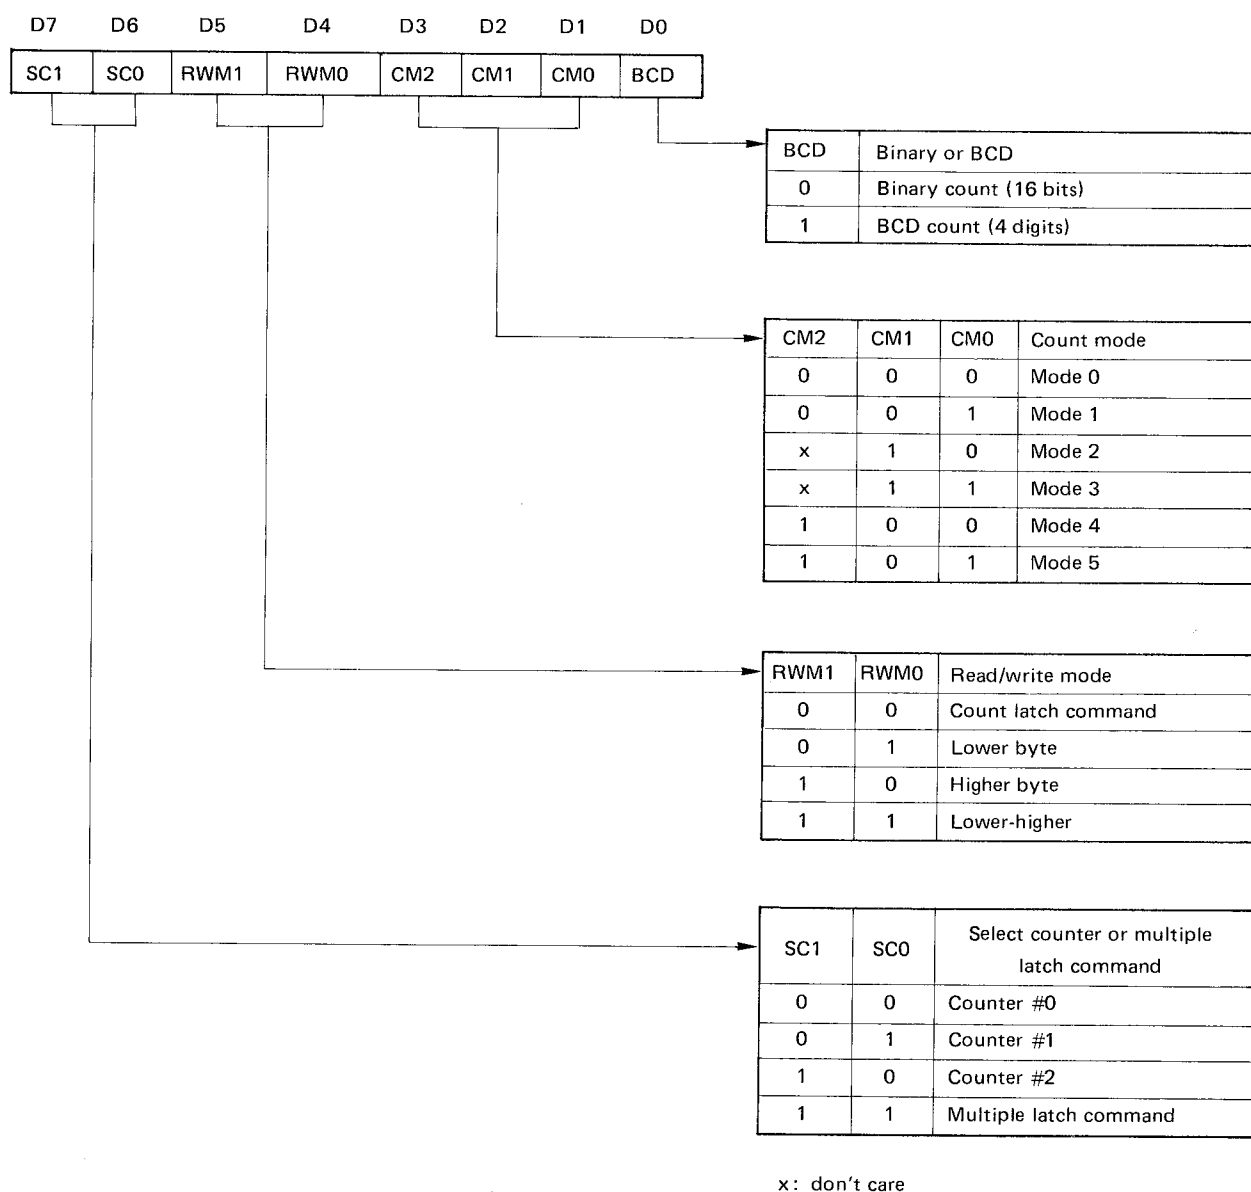 D7 D6 D5 D4 D3 D2 D1 D0
SC1 SC0 RWM1 RWM0 CM2 CM1 CM0 BCD
BCD Binary or BCD
0 Binary count (16 bits)
1 BCD count (4 digits)
CM2 CM1 CM0 Count mode
0 0 0 Mode 0
0 0 1 Mode 1
x 1 0 Mode 2
x 1 1 Mode 3
1 0 0 Mode 4
1 0 1 Mode 5
RWM1 RWM0 Read/write mode
0 0 Count latch command
0 1 Lower byte
1 0 Higher byte
1 1 Lower-higher
SC1 SC0 Select counter or multiple
latch command
0 0 Counter #0
0 1 Counter #1
1 0 Counter #2
1 1 Multiple latch command
x: don't care